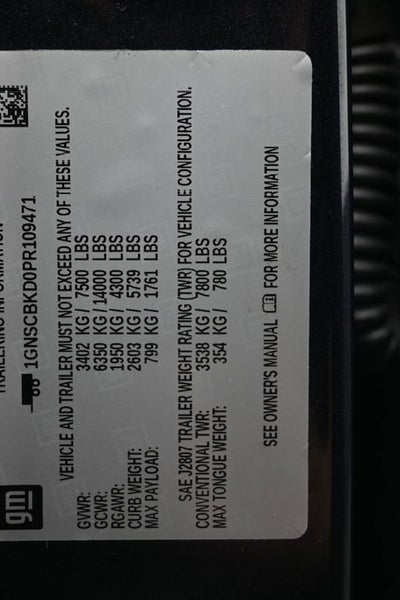 TRAILERING INFORMATION
gm
1GNSCBKD0PR109471
VEHICLE AND TRAILER MUST NOT EXCEED ANY OF THESE VALUES.
GVWR: 3402 KG / 7500 LBS
GCWR: 6350 KG / 14000 LBS
RGAWR: 1950 KG / 4300 LBS
CURB WEIGHT: 2603 KG / 5739 LBS
MAX PAYLOAD: 799 KG / 1761 LBS
SAE J2807 TRAILER WEIGHT RATING (TWR) FOR VEHICLE CONFIGURATION.
CONVENTIONAL TWR: 3538 KG / 7800 LBS
MAX TONGUE WEIGHT: 354 KG / 780 LBS
SEE OWNER'S MANUAL FOR MORE INFORMATION